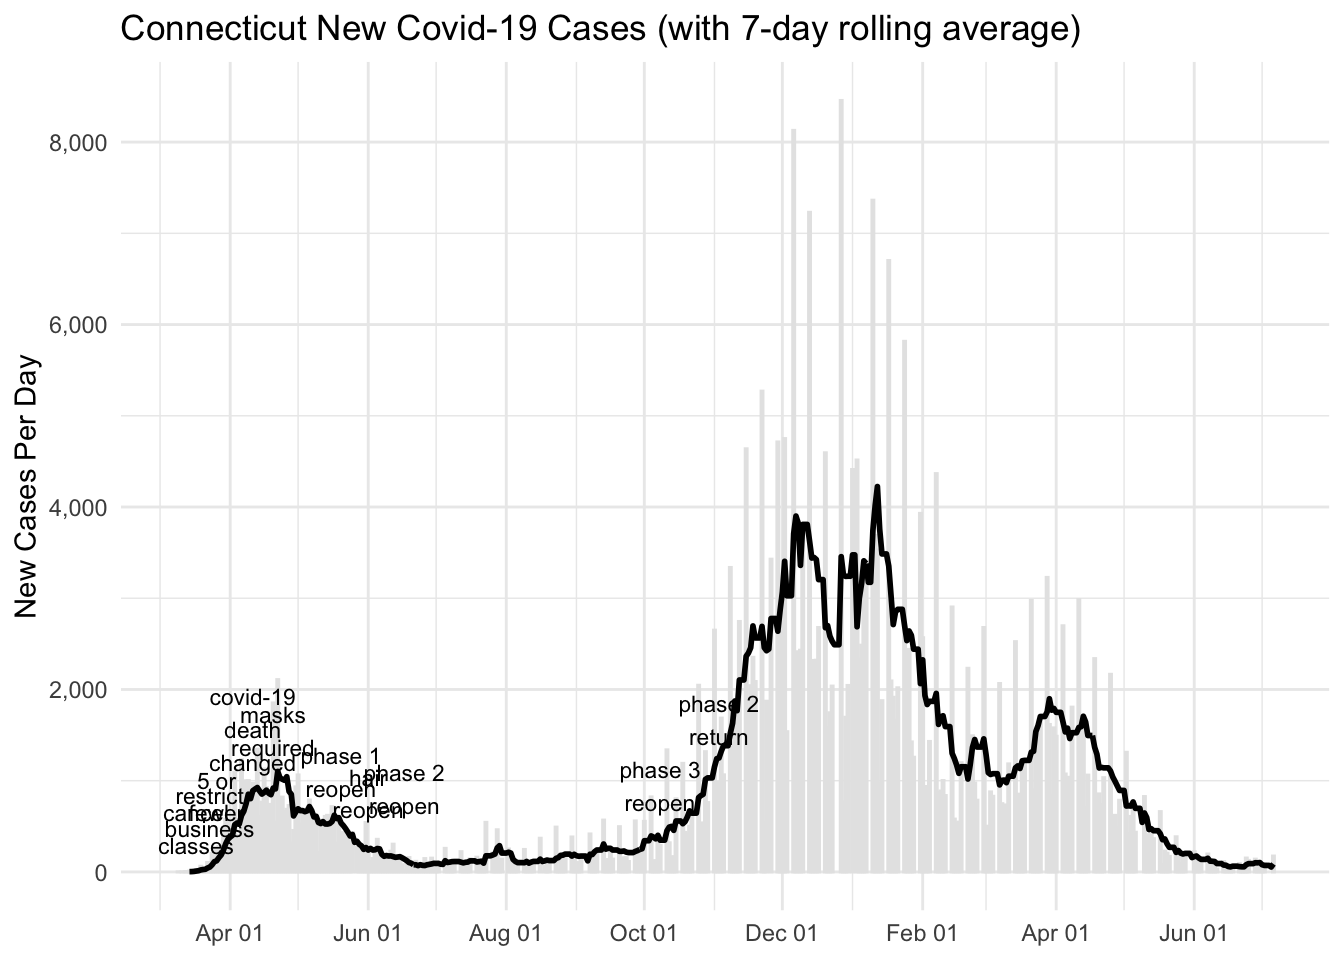 Connecticut New Covid-19 Cases (with 7-day rolling average)
New Cases Per Day
8,000
6,000
4,000
2,000
0
covid-19
death
changed
masks
required
5 or
fewer
restrict
business
classes
phase 1
reopen
hair
reopen
phase 2
reopen
phase 3
reopen
phase 2
return
Apr 01
Jun 01
Aug 01
Oct 01
Dec 01
Feb 01
Apr 01
Jun 01